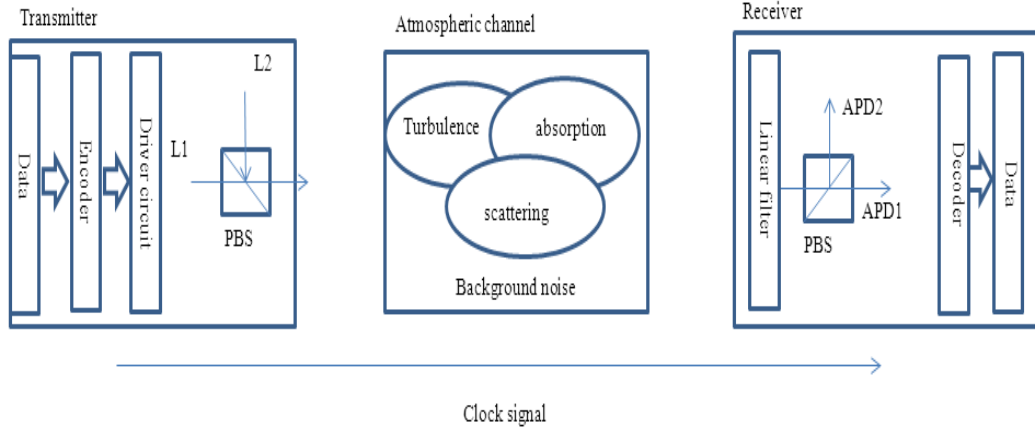 Transmitter
Data
Encoder
Driver circuit
L1
L2
PBS
Atmospheric channel
Turbulence
absorption
scattering
Background noise
Receiver
Linear filter
APD2
APD1
PBS
Decoder
Data
Clock signal